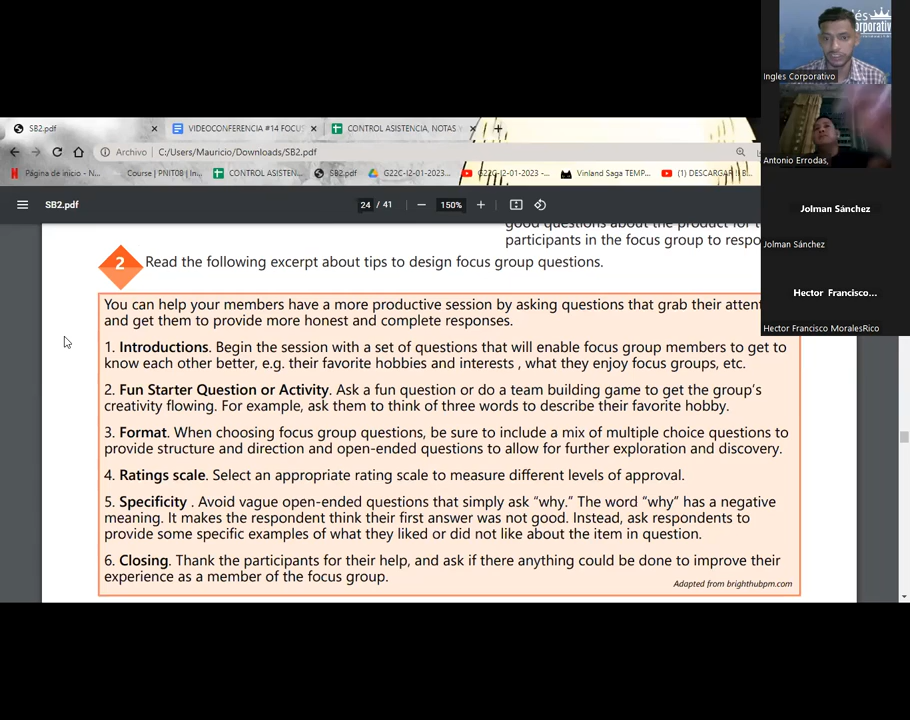 és
orporativ
Ingles Corporativo
SB2.pdf
VIDEOCONFERENCIA #14 FOCUS
CONTROL ASISTENCIA, NOTAS
Archivo C:/Users/Mauricio/Downloads/SB2.pdf
Página de inicio - N...
Course | PNIT08 | In...
CONTROL ASISTEN...
SB2.pdf
G22C-I2-01-2023...
G22C-I2-01-2023 -...
Vinland Saga TEMP...
(1) DESCARGAR
Antonio Errodas,
SB2.pdf
24 / 41
150%
Jolman Sánchez
Jolman Sánchez
good questions about the product for
participants in the focus group to respo
2 Read the following excerpt about tips to design focus group questions.
Hector Francisco...
Hector Francisco MoralesRico
You can help your members have a more productive session by asking questions that grab their atten
and get them to provide more honest and complete responses.
1. Introductions. Begin the session with a set of questions that will enable focus group members to get to
know each other better, e.g. their favorite hobbies and interests , what they enjoy focus groups, etc.
2. Fun Starter Question or Activity. Ask a fun question or do a team building game to get the group's
creativity flowing. For example, ask them to think of three words to describe their favorite hobby.
3. Format. When choosing focus group questions, be sure to include a mix of multiple choice questions to
provide structure and direction and open-ended questions to allow for further exploration and discovery.
4. Ratings scale. Select an appropriate rating scale to measure different levels of approval.
5. Specificity . Avoid vague open-ended questions that simply ask “why.” The word “why” has a negative
meaning. It makes the respondent think their first answer was not good. Instead, ask respondents to
provide some specific examples of what they liked or did not like about the item in question.
6. Closing. Thank the participants for their help, and ask if there anything could be done to improve their
experience as a member of the focus group.
Adapted from brighthubpm.com